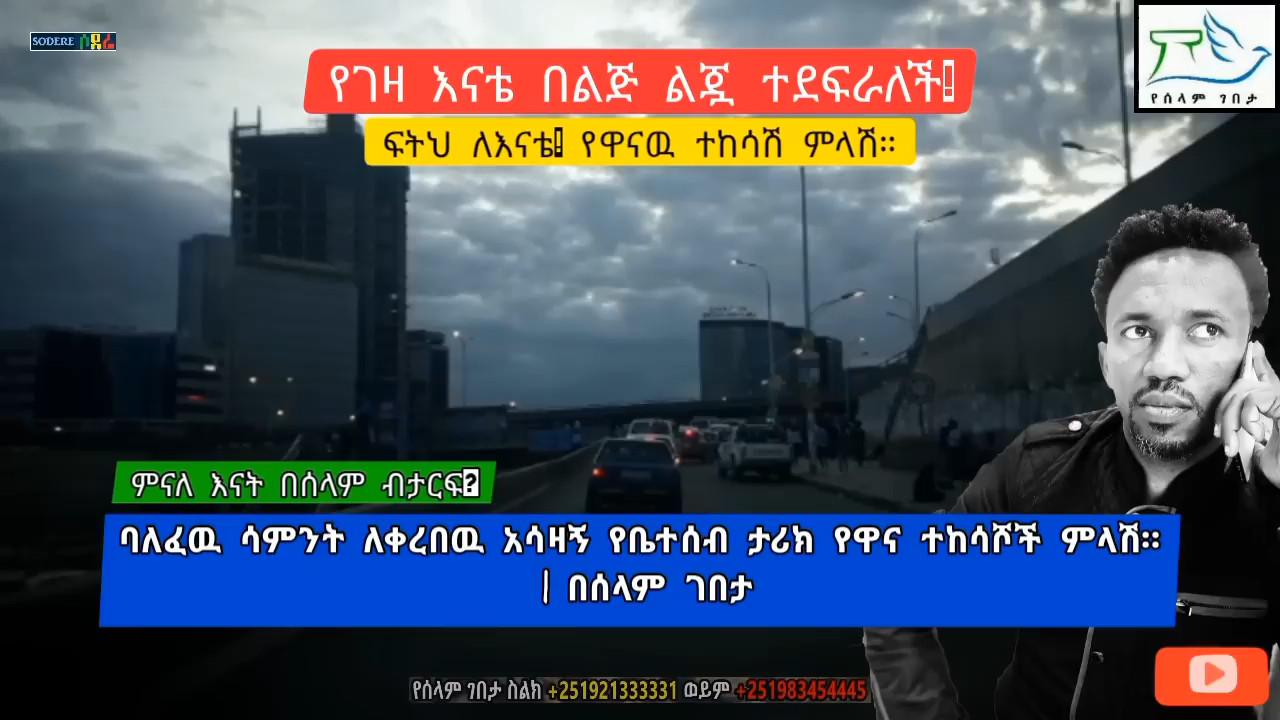 SODERE ሶደሬ
የሰላም ገበታ
የገዛ እናቴ በልጅ ልጇ ተደፍራለች
ፍትህ ለእናቴ የዋናዉ ተከሳሽ ምላሽ።
ምናለ እናት በሰላም ብታርፍ?
ባለፈዉ ሳምንት ለቀረበዉ አሳዛኝ የቤተሰብ ታሪክ የዋና ተከሳሾች ምላሽ።
| በሰላም ገበታ
የሰላም ገበታ ስልክ +251921333331 ወይም +251983454445